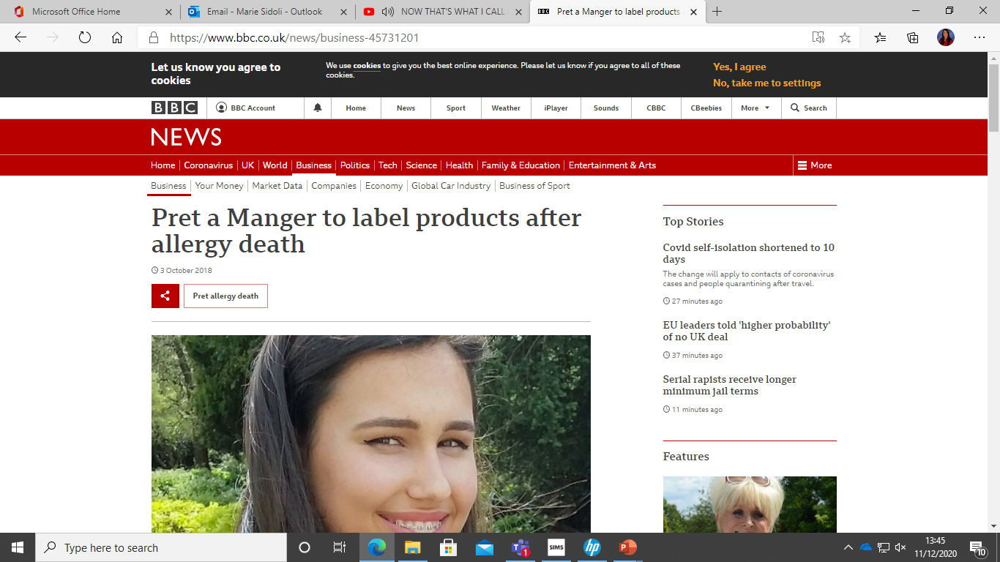 Microsoft Office Home
Email - Marie Sidoli - Outlook
NOW THAT'S WHAT I CALL
Pret a Manger to label products
https://www.bbc.co.uk/news/business-45731201
Let us know you agree to
cookies
We use cookies to give you the best online experience. Please let us know if you agree to all of these
cookies.
Yes, I agree
No, take me to settings
BBC
BBC Account
Home
News
Sport
Weather
iPlayer
Sounds
CBBC
CBeebies
More
Search
NEWS
Home
Coronavirus
UK
World
Business
Politics
Tech
Science
Health
Family & Education
Entertainment & Arts
More
Business
Your Money
Market Data
Companies
Economy
Global Car Industry
Business of Sport
Pret a Manger to label products after
allergy death
3 October 2018
Pret allergy death
Top Stories
Covid self-isolation shortened to 10
days
The change will apply to contacts of coronavirus
cases and people quarantining after travel.
27 minutes ago
EU leaders told 'higher probability'
of no UK deal
37 minutes ago
Serial rapists receive longer
minimum jail terms
11 minutes ago
Features
Type here to search
1
SIMS
hp
P
13:45
11/12/2020
10